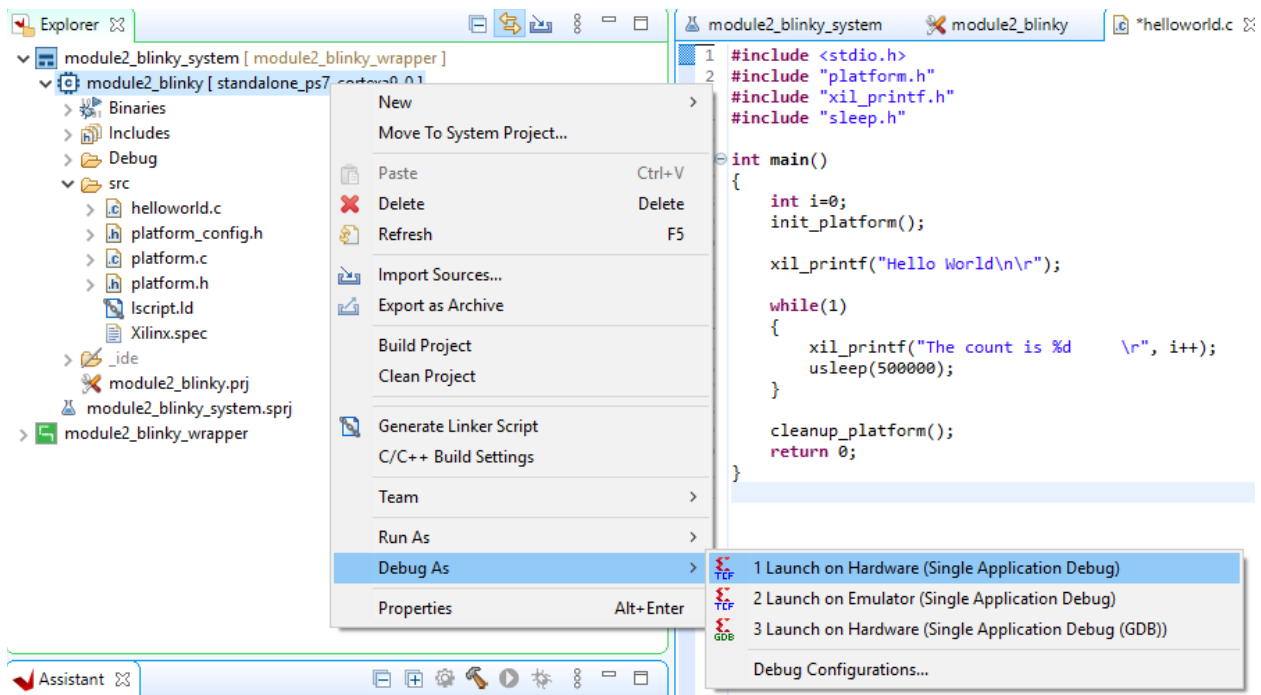 Explorer
module2_blinky_system [ module2_blinky_wrapper ]
module2_blinky [ standalone_ps7_cortexa9_0 ]
Binaries
Includes
Debug
src
helloworld.c
platform_config.h
platform.c
platform.h
lscript.ld
Xilinx.spec
_ide
module2_blinky.prj
module2_blinky_system.sprj
module2_blinky_wrapper
Assistant
New
Move To System Project...
Paste Ctrl+V
Delete Delete
Refresh F5
Import Sources...
Export as Archive
Build Project
Clean Project
Generate Linker Script
C/C++ Build Settings
Team
Run As
Debug As
Properties Alt+Enter
TCF 1 Launch on Hardware (Single Application Debug)
TCF 2 Launch on Emulator (Single Application Debug)
GDB 3 Launch on Hardware (Single Application Debug (GDB))
Debug Configurations...
module2_blinky_system module2_blinky *helloworld.c
1 #include <stdio.h>
2 #include "platform.h"
#include "xil_printf.h"
#include "sleep.h"
int main()
{
int i=0;
init_platform();
xil_printf("Hello World\n\r");
while(1)
{
xil_printf("The count is %d     \r", i++);
usleep(500000);
}
cleanup_platform();
return 0;
}